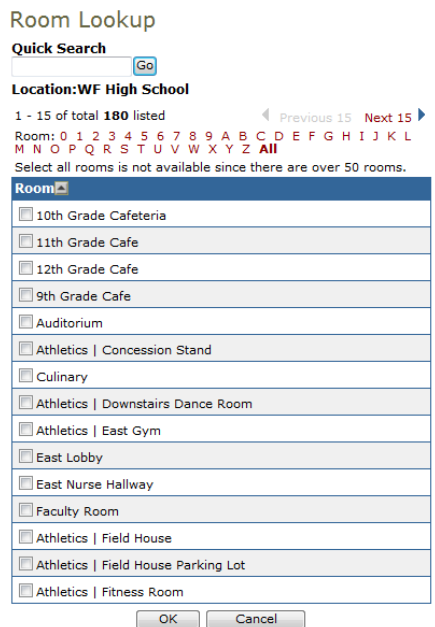 Room Lookup
Quick Search
Go
Location:WF High School
1 - 15 of total 180 listed Previous 15 Next 15
Room: 0 1 2 3 4 5 6 7 8 9 A B C D E F G H I J K L
M N O P Q R S T U V W X Y Z All
Select all rooms is not available since there are over 50 rooms.
Room
10th Grade Cafeteria
11th Grade Cafe
12th Grade Cafe
9th Grade Cafe
Auditorium
Athletics | Concession Stand
Culinary
Athletics | Downstairs Dance Room
Athletics | East Gym
East Lobby
East Nurse Hallway
Faculty Room
Athletics | Field House
Athletics | Field House Parking Lot
Athletics | Fitness Room
OK Cancel